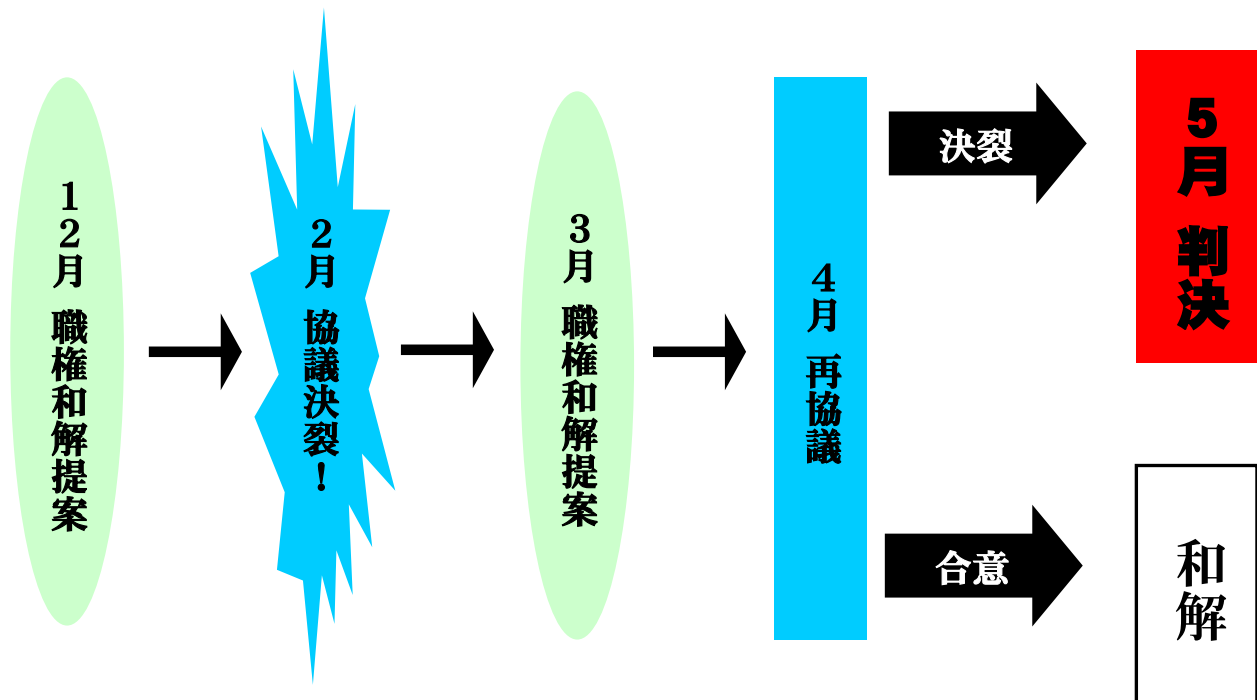 12月 職権和解提案
2月 協議決裂！
3月 職権和解提案
4月 再協議
決裂
5月 判決
合意
和解